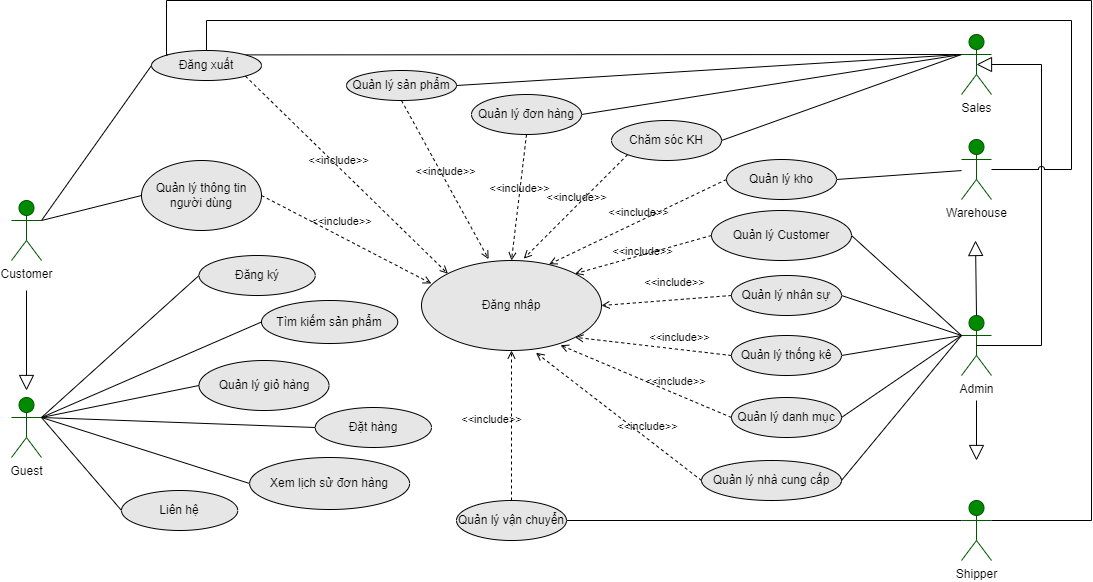 Đăng xuất
Sales
Quản lý sản phẩm
Quản lý đơn hàng
Chăm sóc KH
<<include>>
<<include>>
Quản lý kho
Quản lý thông tin
người dùng
<<include>>
<<include>>
<<include>>
<<include>>
Warehouse
<<include>>
Quản lý Customer
Customer
Đăng ký
<<include>>
Quản lý nhân sự
Đăng nhập
Tìm kiếm sản phẩm
<<include>>
Quản lý thống kê
Quản lý giỏ hàng
<<include>>
Admin
Quản lý danh mục
<<include>>
Đặt hàng
<<include>>
Guest
Xem lịch sử đơn hàng
Quản lý nhà cung cấp
Liên hệ
Quản lý vận chuyển
Shipper